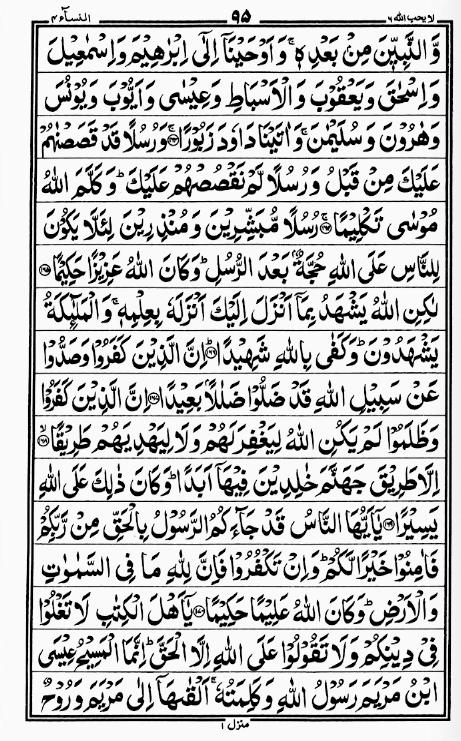 لا یحب الله ٦ ٩٥ النسآء ٤
وَّالنَّبِيّٖنَ مِنْۢ بَعْدِهٖ ۚ وَاَوْحَيْنَآ اِلٰٓى اِبْرٰهِيْمَ وَاِسْمٰعِيْلَ
وَاِسْحٰقَ وَيَعْقُوْبَ وَالْاَسْبَاطِ وَعِيْسٰى وَاَيُّوْبَ وَيُوْنُسَ
وَهٰرُوْنَ وَسُلَيْمٰنَ ۚ وَاٰتَيْنَا دَاوٗدَ زَبُوْرًا ۚ﴿۱۶۳﴾ وَرُسُلًا قَدْ قَصَصْنٰهُمْ
عَلَيْكَ مِنْ قَبْلُ وَرُسُلًا لَّمْ نَقْصُصْهُمْ عَلَيْكَ ؕ وَكَلَّمَ اللّٰهُ
مُوْسٰى تَكْلِيْمًا ۚ﴿۱۶۴﴾ رُسُلًا مُّبَشِّرِيْنَ وَمُنْذِرِيْنَ لِئَلَّا يَكُوْنَ
لِلنَّاسِ عَلَى اللّٰهِ حُجَّةٌۢ بَعْدَ الرُّسُلِ ؕ وَكَانَ اللّٰهُ عَزِيْزًا حَكِيْمًا ﴿۱۶۵﴾
لٰكِنِ اللّٰهُ يَشْهَدُ بِمَآ اَنْزَلَ اِلَيْكَ اَنْزَلَهٗ بِعِلْمِهٖ ۚ وَالْمَلٰٓئِكَةُ
يَشْهَدُوْنَ ؕ وَكَفٰى بِاللّٰهِ شَهِيْدًا ؕ﴿۱۶۶﴾ اِنَّ الَّذِيْنَ كَفَرُوْا وَصَدُّوْا
عَنْ سَبِيْلِ اللّٰهِ قَدْ ضَلُّوْا ضَلٰلًۢا بَعِيْدًا ﴿۱۶۷﴾ اِنَّ الَّذِيْنَ كَفَرُوْا
وَظَلَمُوْا لَمْ يَكُنِ اللّٰهُ لِيَغْفِرَ لَهُمْ وَلَا لِيَهْدِيَهُمْ طَرِيْقًا ۙ﴿۱۶۸﴾
اِلَّا طَرِيْقَ جَهَنَّمَ خٰلِدِيْنَ فِيْهَآ اَبَدًا ؕ وَكَانَ ذٰلِكَ عَلَى اللّٰهِ
يَسِيْرًا ﴿۱۶۹﴾ يٰٓاَيُّهَا النَّاسُ قَدْ جَآءَكُمُ الرَّسُوْلُ بِالْحَقِّ مِنْ رَّبِّكُمْ
فَاٰمِنُوْا خَيْرًا لَّكُمْ ؕ وَاِنْ تَكْفُرُوْا فَاِنَّ لِلّٰهِ مَا فِى السَّمٰوٰتِ
وَالْاَرْضِ ؕ وَكَانَ اللّٰهُ عَلِيْمًا حَكِيْمًا ﴿۱۷۰﴾ يٰٓاَهْلَ الْكِتٰبِ لَا تَغْلُوْا
فِىْ دِيْنِكُمْ وَلَا تَقُوْلُوْا عَلَى اللّٰهِ اِلَّا الْحَقَّ ؕ اِنَّمَا الْمَسِيْحُ عِيْسَى
ابْنُ مَرْيَمَ رَسُوْلُ اللّٰهِ وَكَلِمَتُهٗ ۚ اَلْقٰىهَآ اِلٰى مَرْيَمَ وَرُوْحٌ
منزل ١